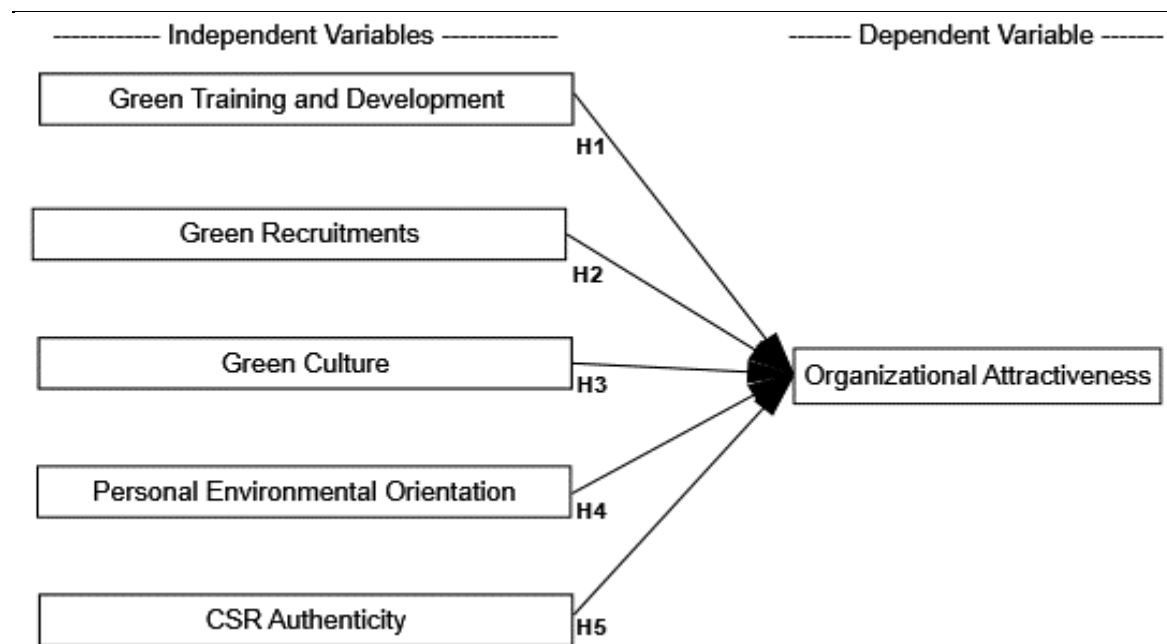 ------------ Independent Variables -------------
------- Dependent Variable -------
Green Training and Development
H1
Green Recruitments
H2
Green Culture
H3
Organizational Attractiveness
Personal Environmental Orientation
H4
CSR Authenticity
H5